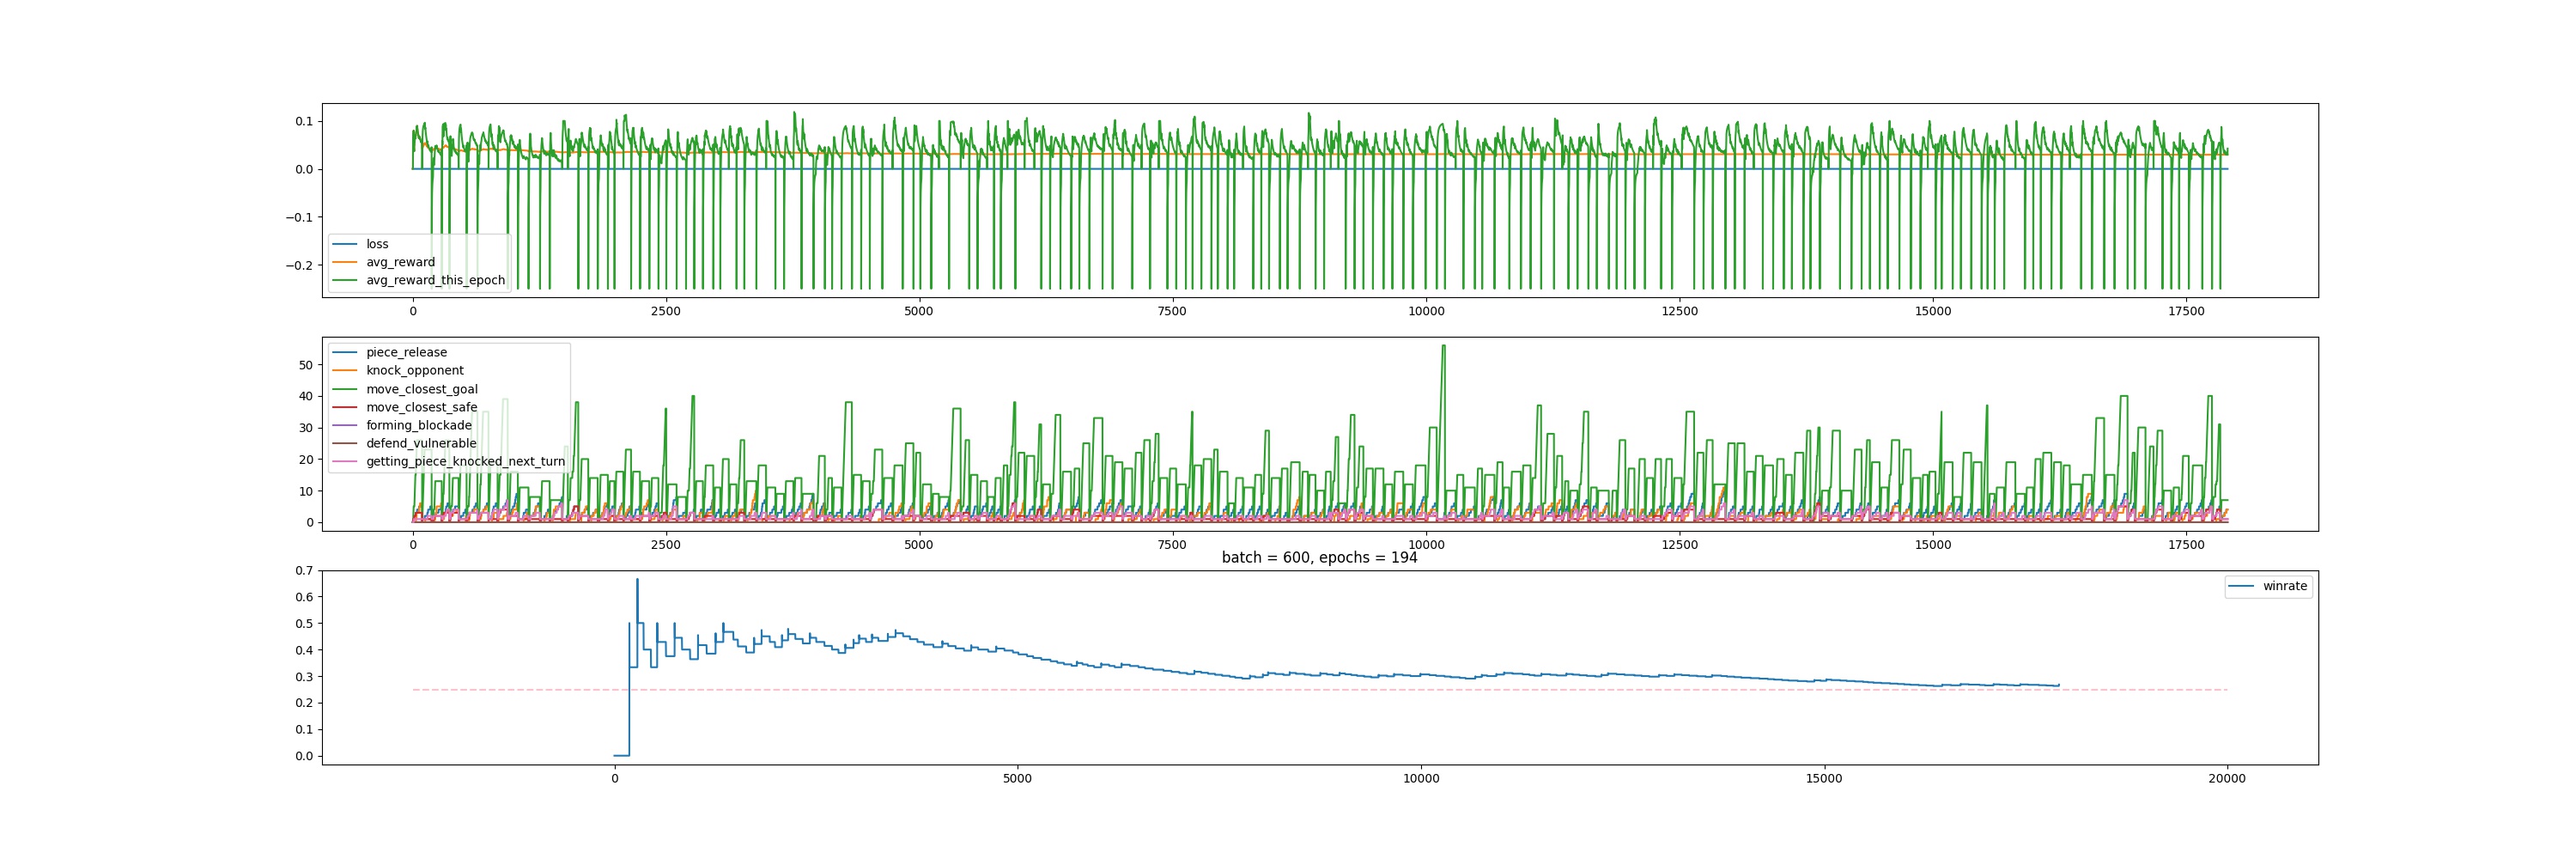 0.1
0.0
−0.1
−0.2
loss
avg_reward
avg_reward_this_epoch
0 2500 5000 7500 10000 12500 15000 17500
50
40
30
20
10
0
piece_release
knock_opponent
move_closest_goal
move_closest_safe
forming_blockade
defend_vulnerable
getting_piece_knocked_next_turn
0 2500 5000 7500 10000 12500 15000 17500
batch = 600, epochs = 194
0.7
0.6
0.5
0.4
0.3
0.2
0.1
0.0
winrate
0 5000 10000 15000 20000